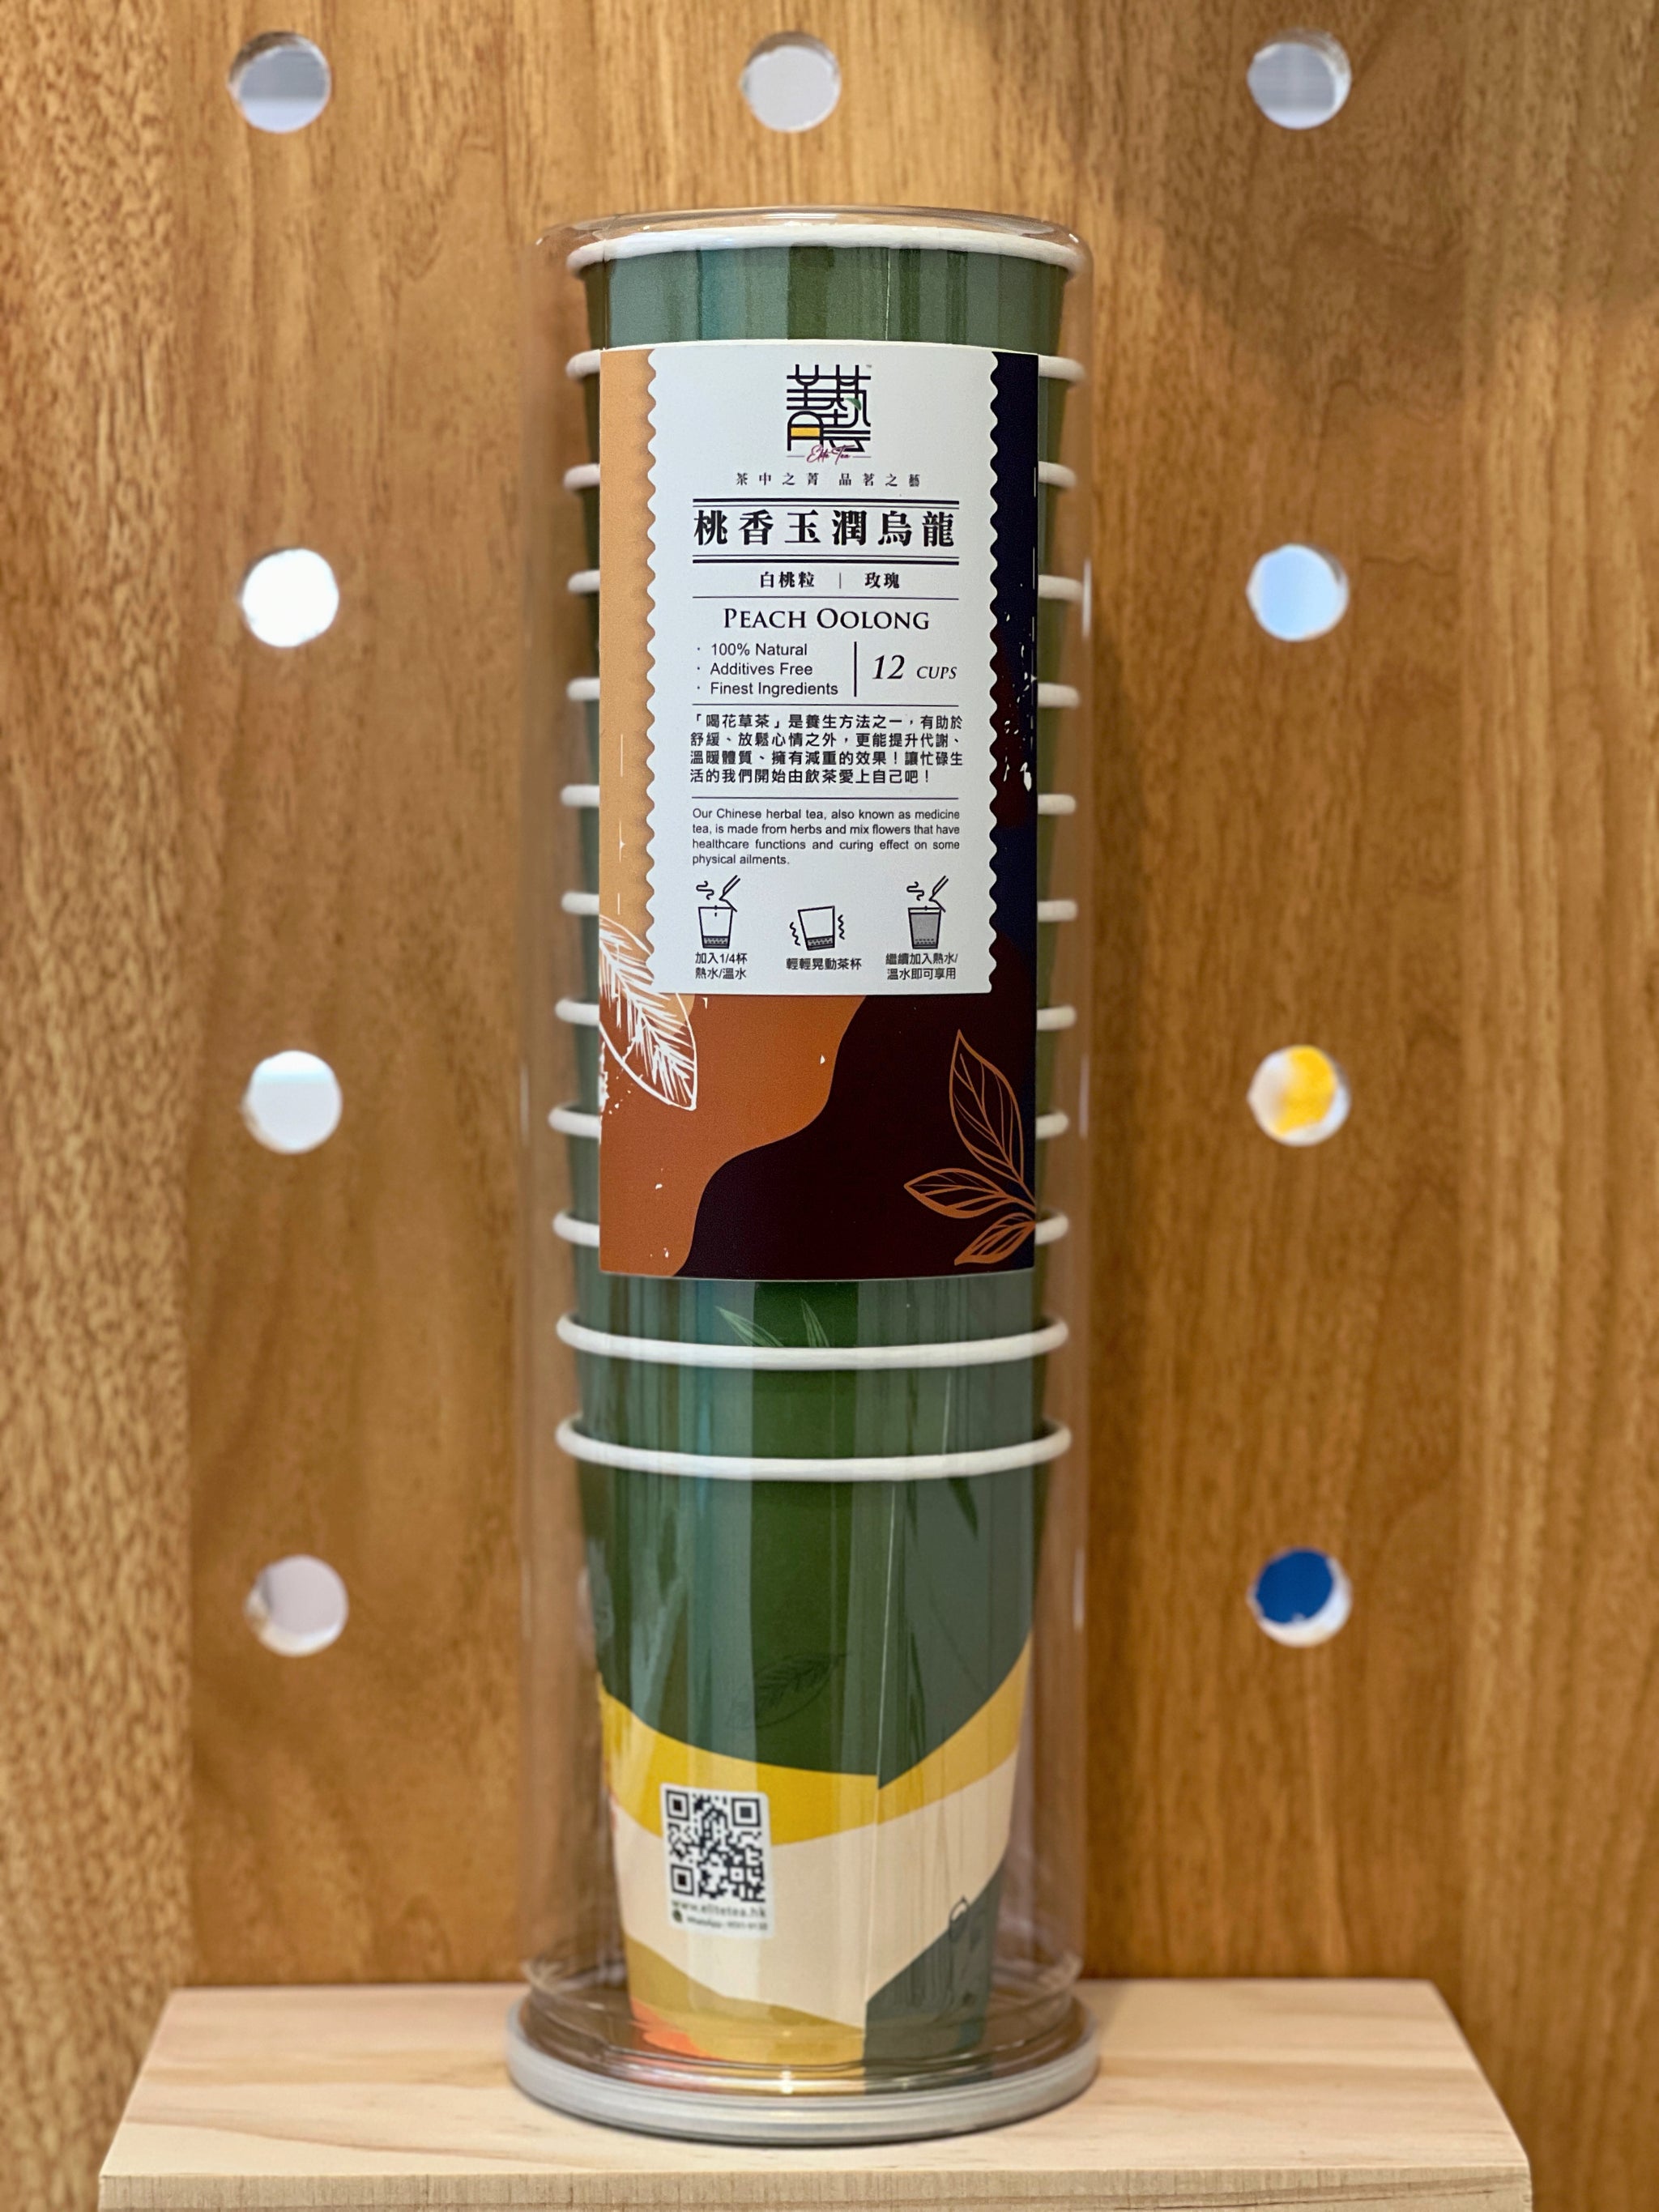 菁藝
Elite Tea
茶中之菁 品茗之藝
桃香玉潤烏龍
白桃粒 | 玫瑰
PEACH OOLONG
· 100% Natural
· Additives Free
· Finest Ingredients
12 CUPS
「喝花草茶」是養生方法之一，有助於
舒緩、放鬆心情之外，更能提升代謝、
溫暖體質、擁有減重的效果！讓忙碌生
活的我們開始由飲茶愛上自己吧！
Our Chinese herbal tea, also known as medicine
tea, is made from herbs and mix flowers that have
healthcare functions and curing effect on some
physical ailments.
加入1/4杯
熱水/溫水
輕輕晃動茶杯
繼續加入熱水/
溫水即可享用
www.elitetea.hk
WhatsApp: